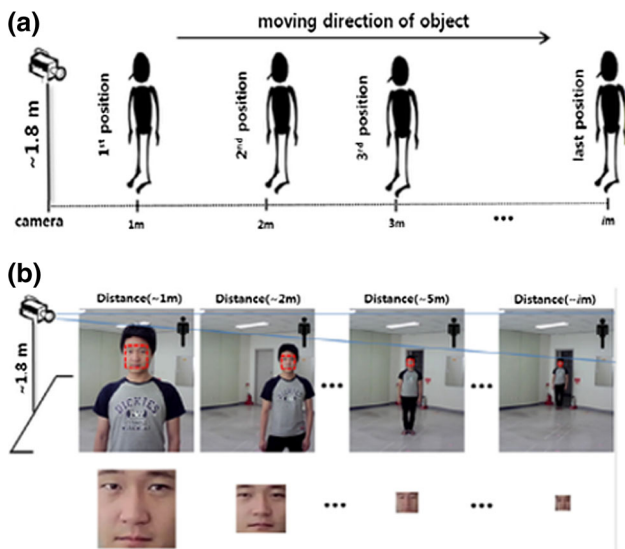 (a)
moving direction of object
~1.8 m
1st position
2nd position
3rd position
last position
camera
1m
2m
3m
•••
im
(b)
Distance(~1m)
Distance(~2m)
Distance(~5m)
Distance(~im)
~1.8 m
DICKIES
•••
•••
•••
•••